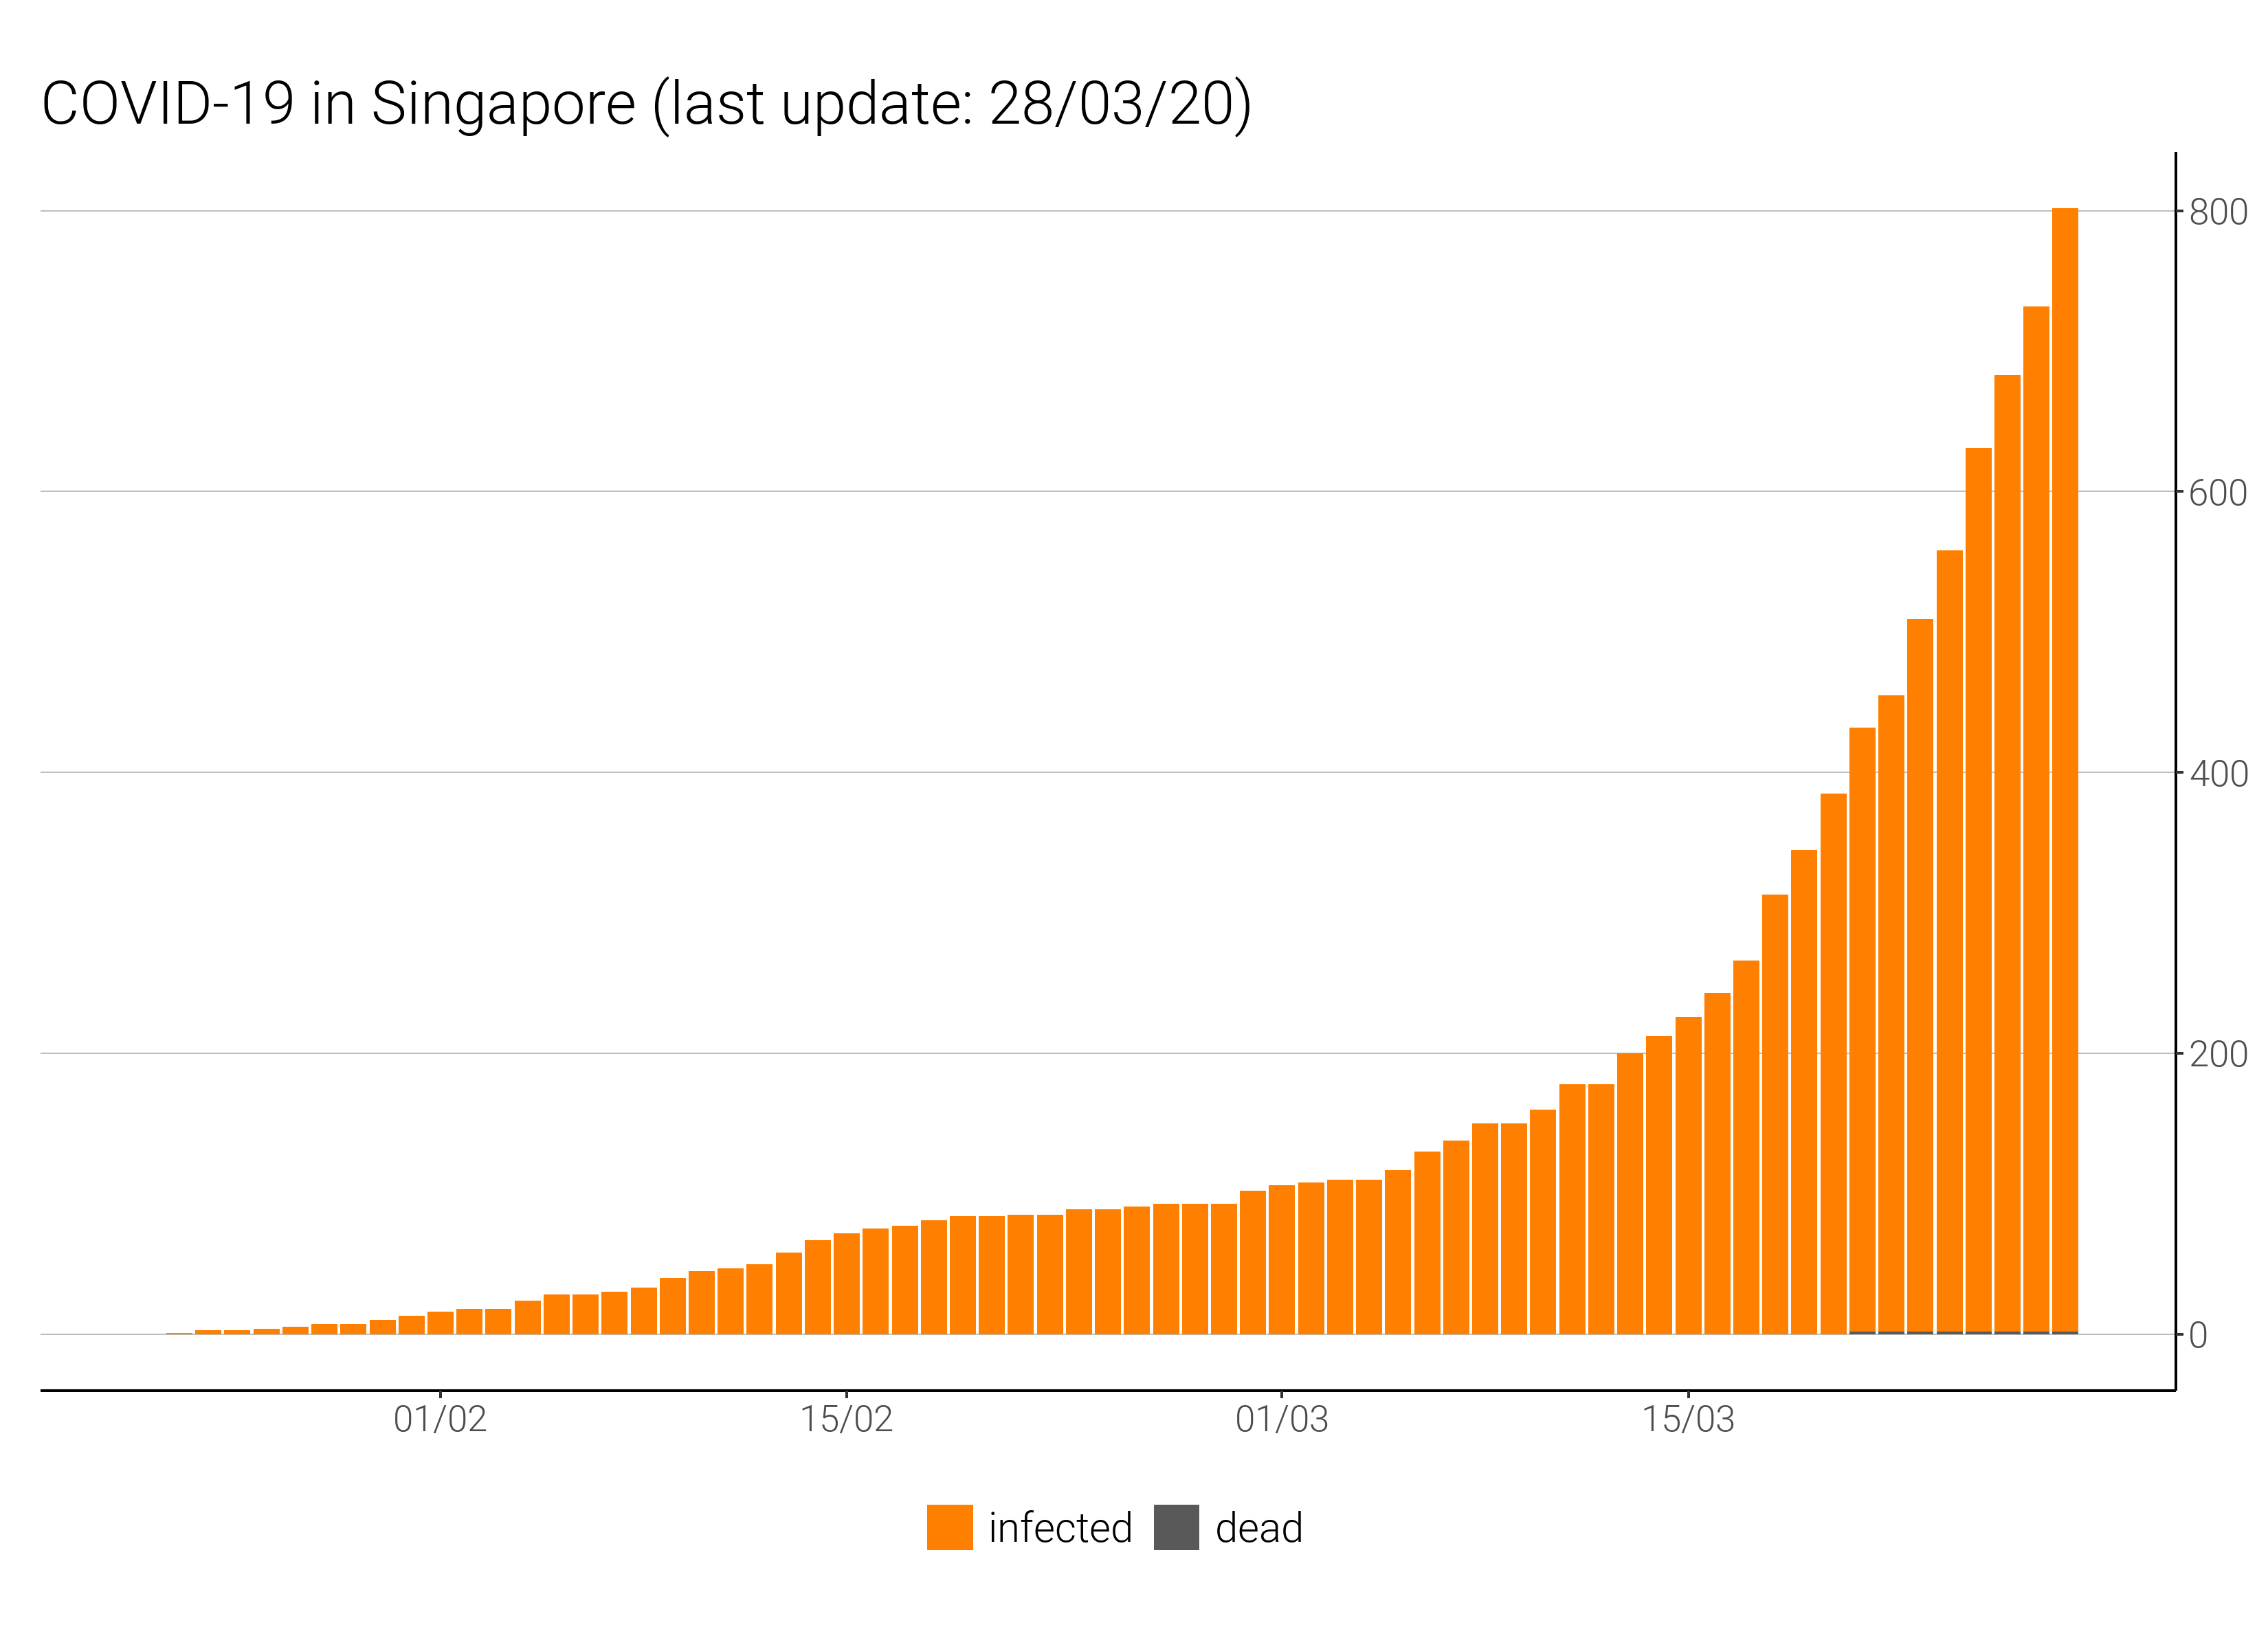 COVID-19 in Singapore (last update: 28/03/20)
800
600
400
200
0
01/02 15/02 01/03 15/03
infected dead